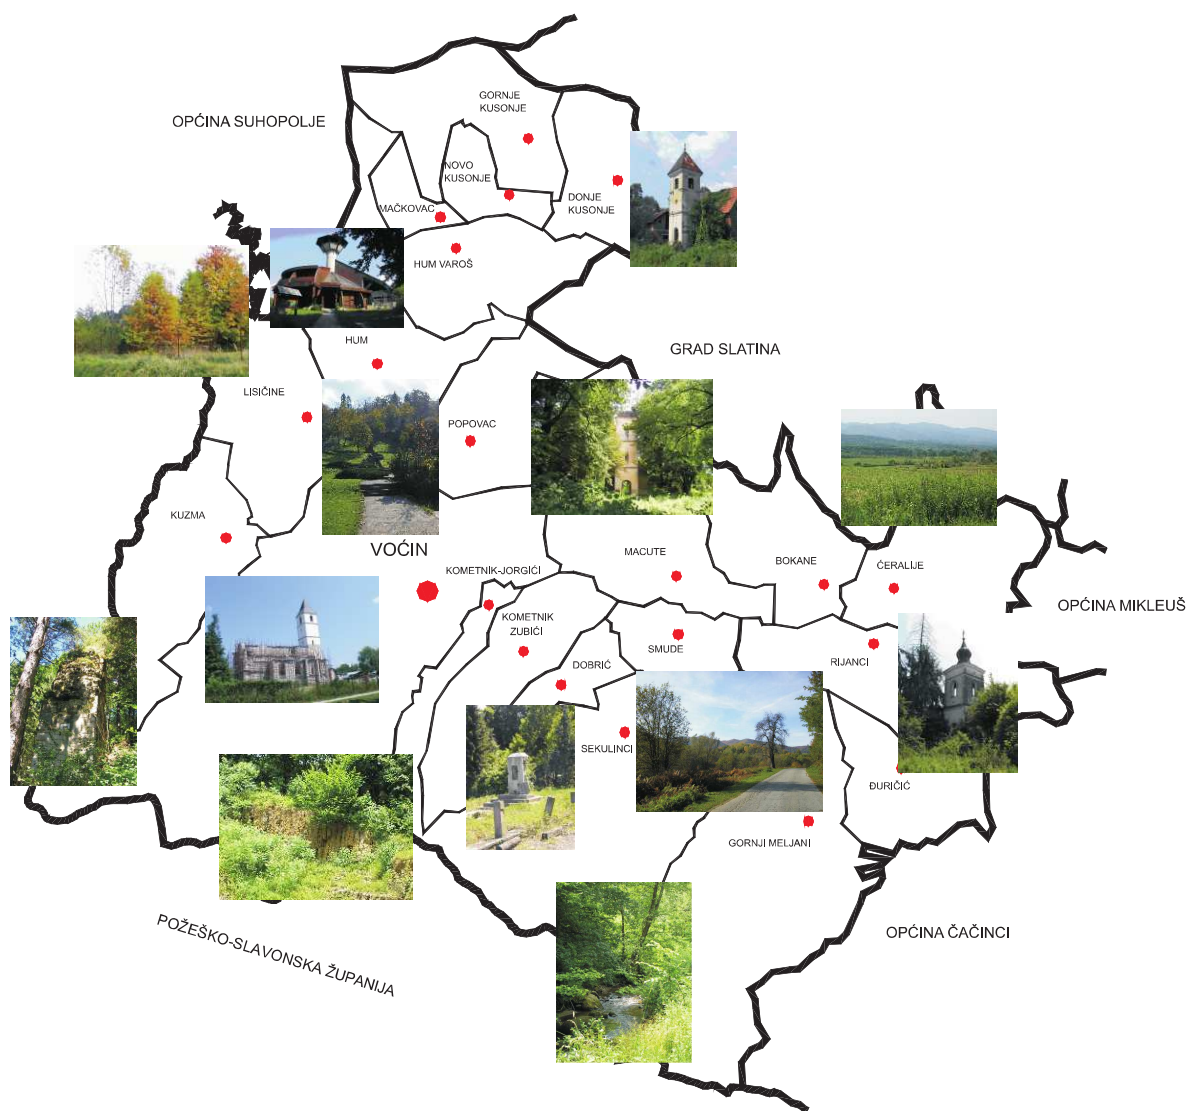 GORNJE
KUSONJE
OPĆINA SUHOPOLJE
NOVO
KUSONJE
DONJE
KUSONJE
MAČKOVAC
HUM VAROŠ
HUM
GRAD SLATINA
LISIČINE
POPOVAC
KUZMA
VOĆIN
MACUTE
BOKANE
ĆERALIJE
KOMETNIK-JORGIĆI
OPĆINA MIKLEUŠ
KOMETNIK
ZUBIĆI
SMUDE
DOBRIĆ
RIJANCI
SEKULINCI
ĐURIČIĆ
GORNJI MELJANI
POŽEŠKO-SLAVONSKA ŽUPANIJA
OPĆINA ČAČINCI